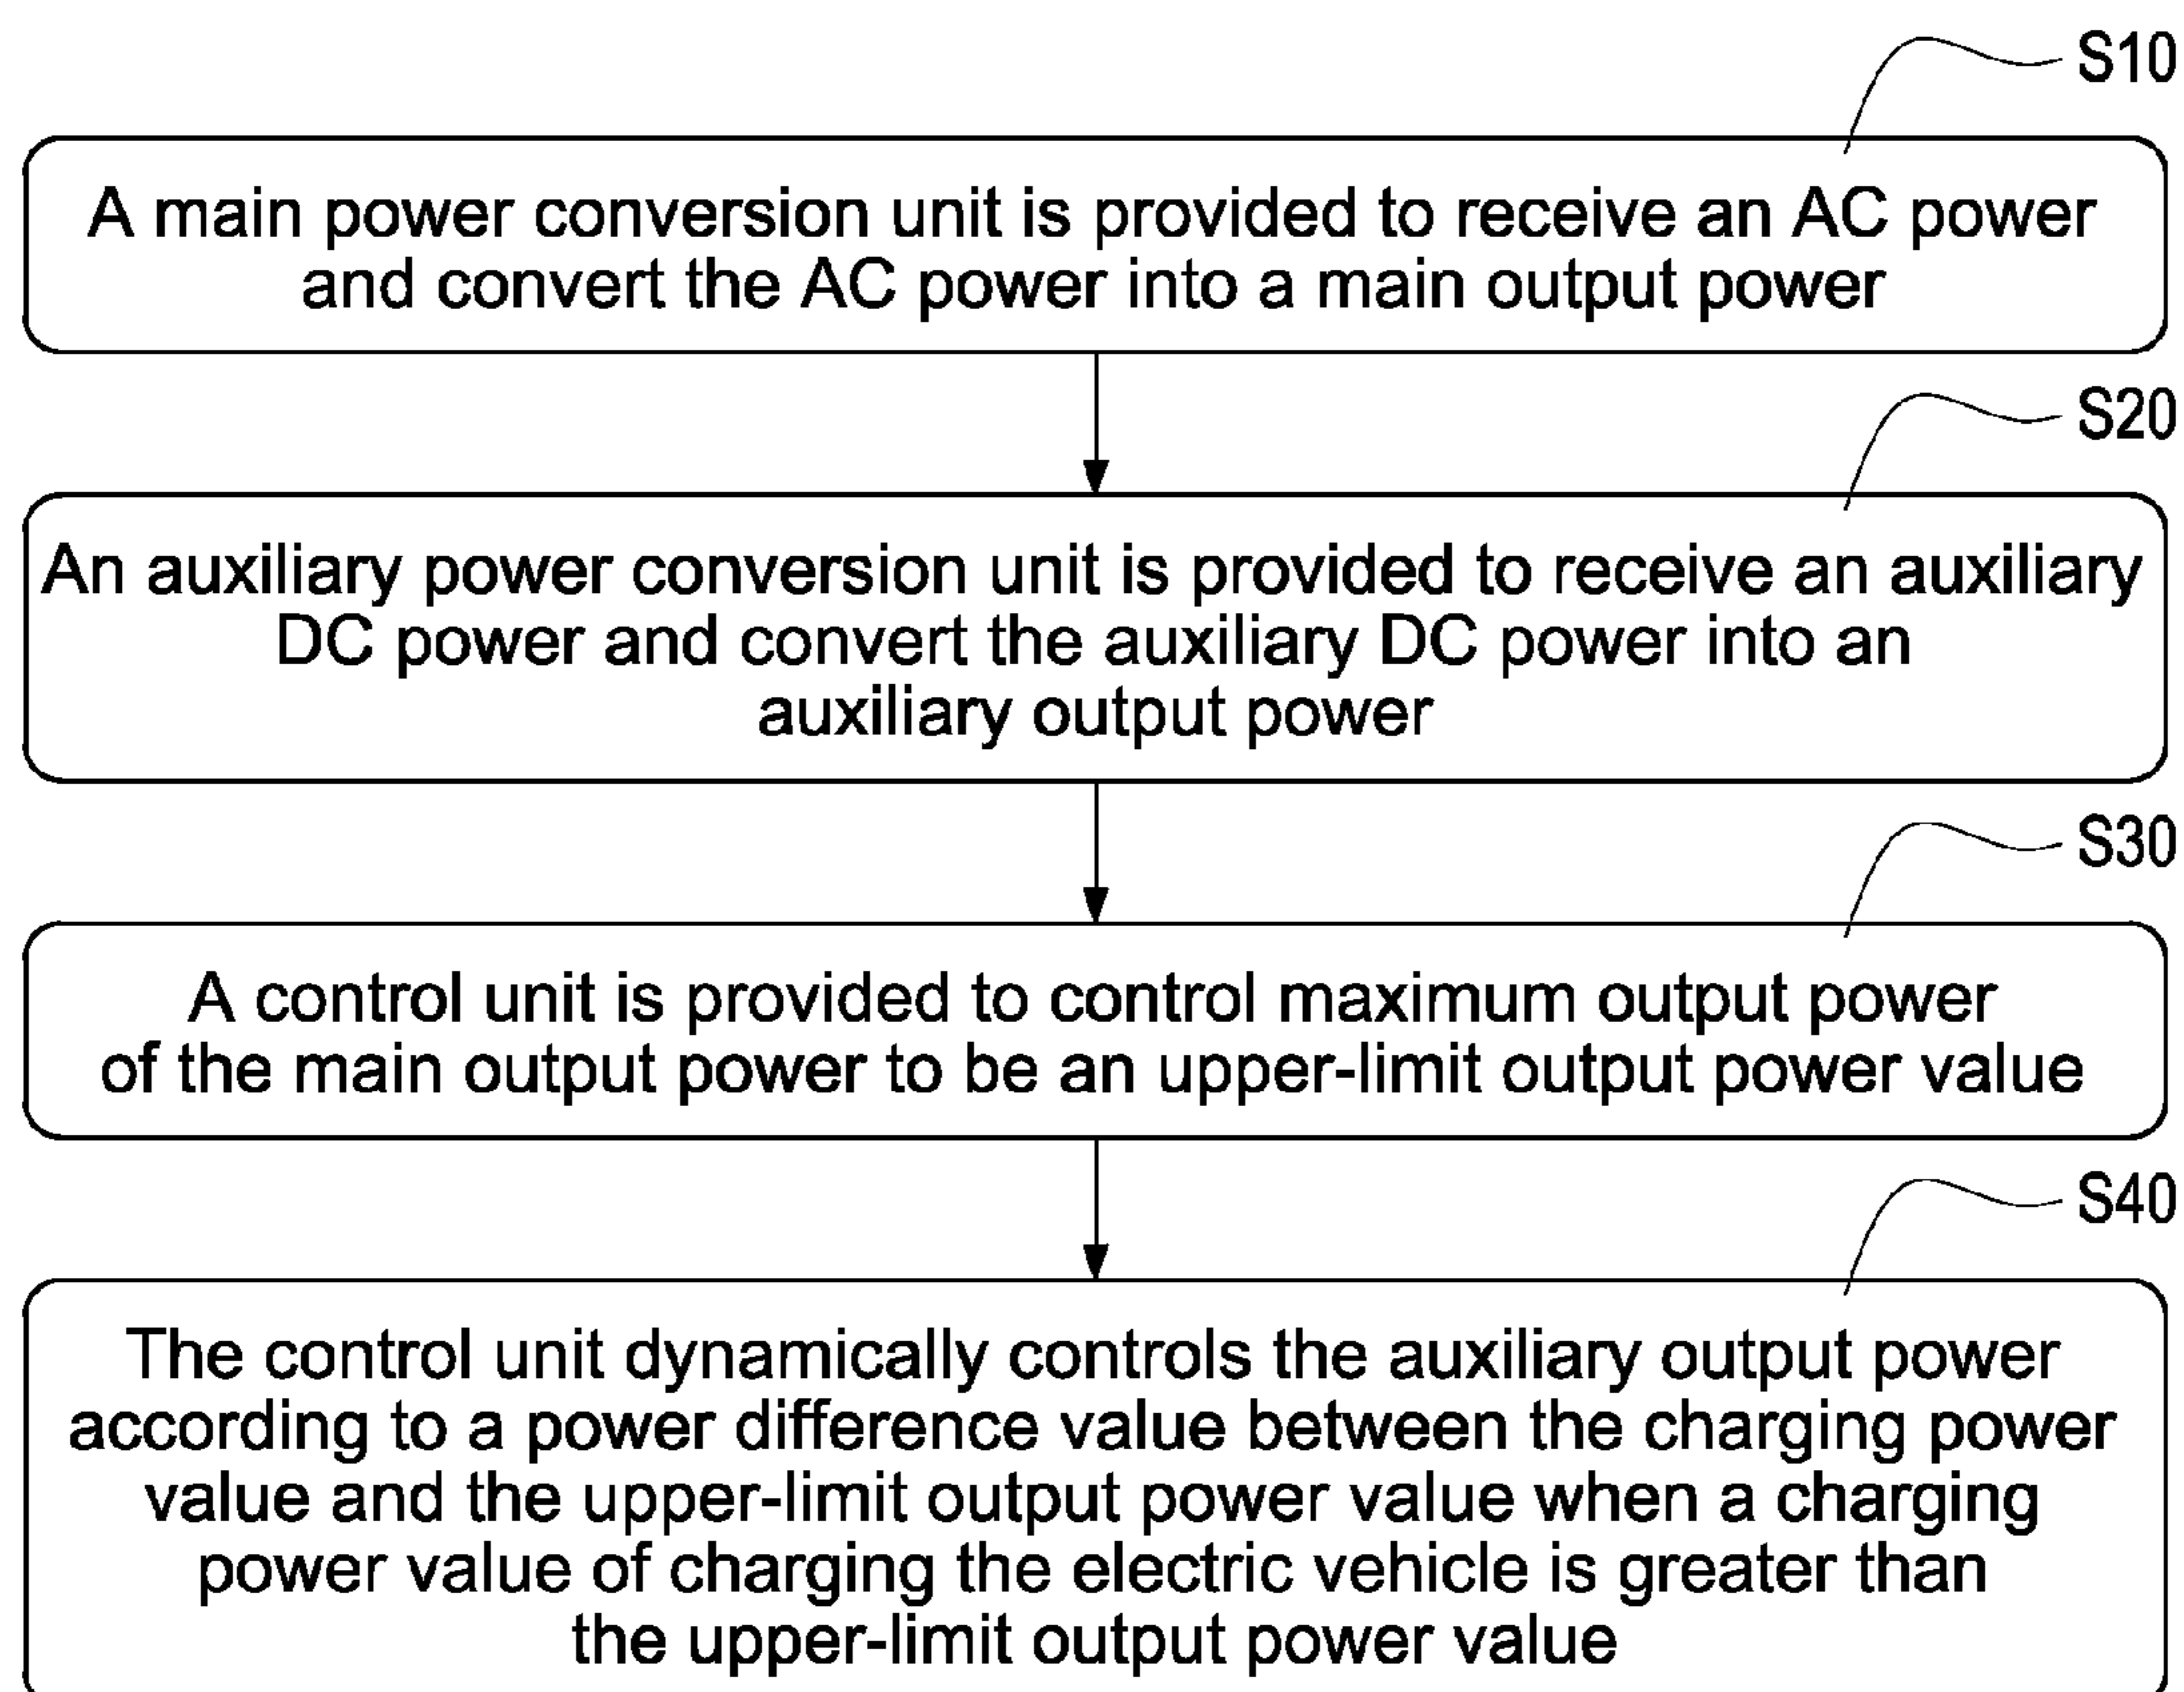 S10
A main power conversion unit is provided to receive an AC power
and convert the AC power into a main output power
S20
An auxiliary power conversion unit is provided to receive an auxiliary
DC power and convert the auxiliary DC power into an
auxiliary output power
S30
A control unit is provided to control maximum output power
of the main output power to be an upper-limit output power value
S40
The control unit dynamically controls the auxiliary output power
according to a power difference value between the charging power
value and the upper-limit output power value when a charging
power value of charging the electric vehicle is greater than
the upper-limit output power value